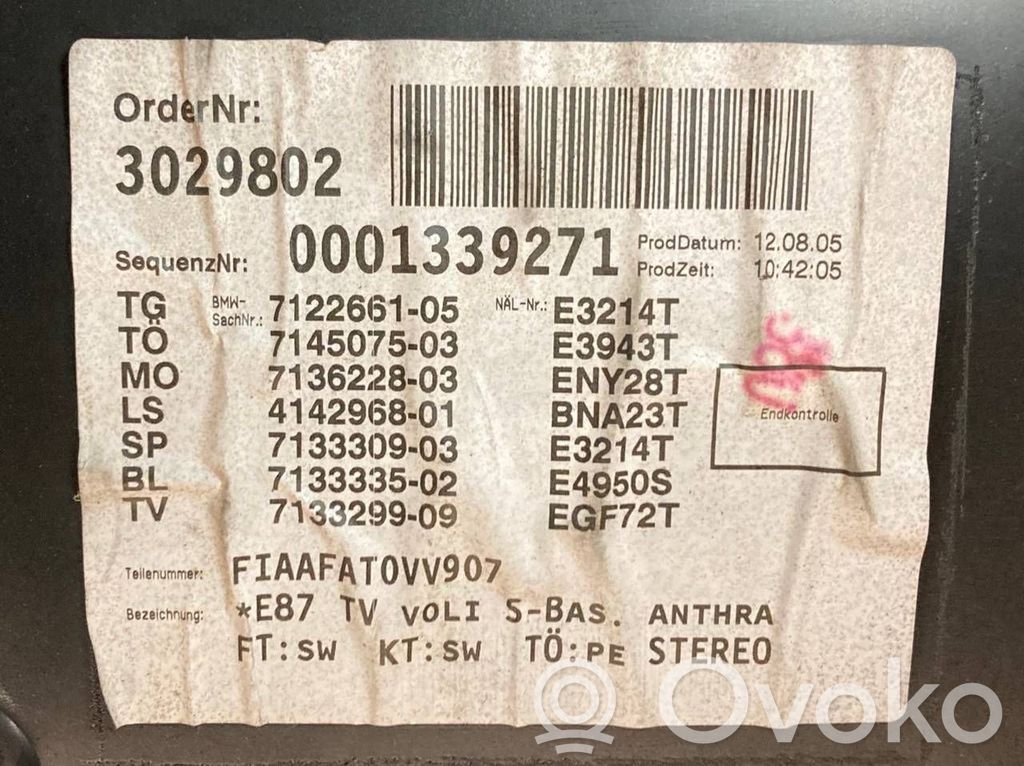 OrderNr:
3029802
SequenzNr: 0001339271 ProdDatum: 12.08.05
ProdZeit: 10:42:05
TG BMW-SachNr.: 7122661-05 NÄL-Nr.: E3214T
TÖ 7145075-03 E3943T
MO 7136228-03 ENY28T
LS 4142968-01 BNA23T
SP 7133309-03 E3214T
BL 7133335-02 E4950S
TV 7133299-09 EGF72T
Endkontrolle
Teilenummer: FIAAFAT0VV907
Bezeichnung: *E87 TV VOLI S-BAS. ANTHRA
FT:SW KT:SW TÖ:PE STEREO
Ovoko